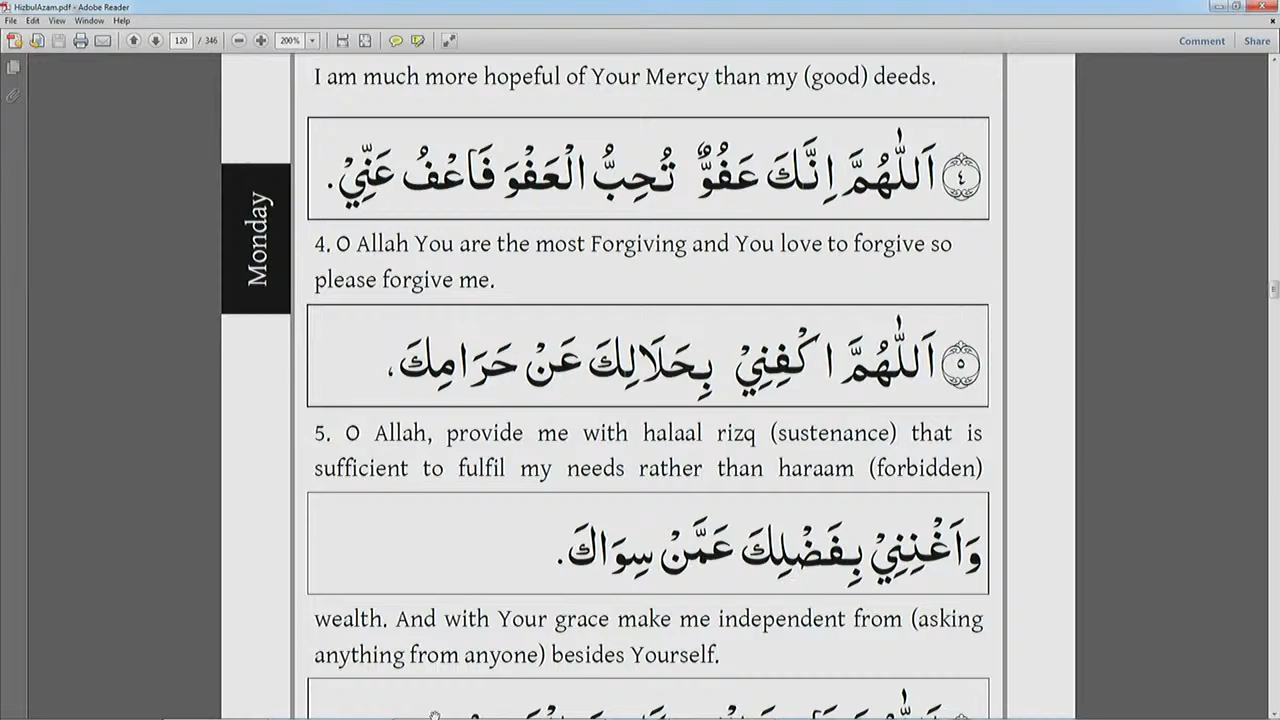 HizbulAzam.pdf - Adobe Reader
File Edit View Window Help
120 / 346 200% Comment Share
I am much more hopeful of Your Mercy than my (good) deeds.
٤ اَللّٰهُمَّ اِنَّكَ عَفُوٌّ تُحِبُّ الْعَفْوَ فَاعْفُ عَنِّيْ.
Monday
4. O Allah You are the most Forgiving and You love to forgive so
please forgive me.
٥ اَللّٰهُمَّ اكْفِنِيْ بِحَلَالِكَ عَنْ حَرَامِكَ،
5. O Allah, provide me with halaal rizq (sustenance) that is
sufficient to fulfil my needs rather than haraam (forbidden)
وَاَغْنِنِيْ بِفَضْلِكَ عَمَّنْ سِوَاكَ.
wealth. And with Your grace make me independent from (asking
anything from anyone) besides Yourself.